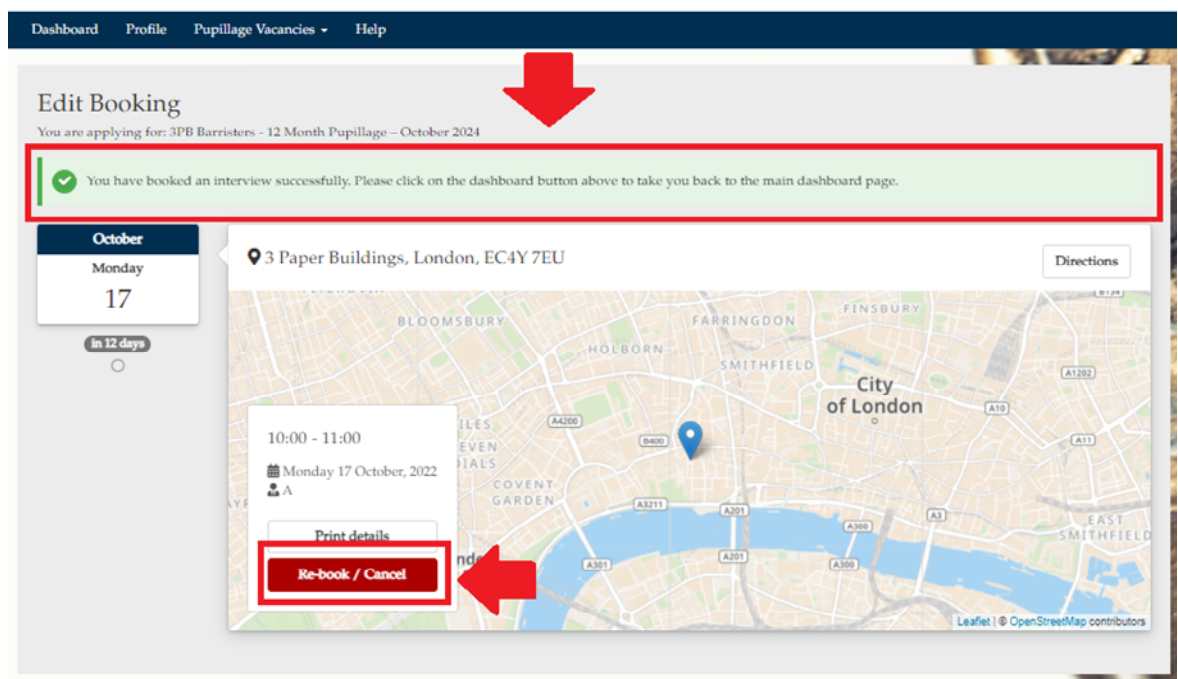 Dashboard Profile Pupillage Vacancies Help
Edit Booking
You are applying for: 3PB Barristers - 12 Month Pupillage – October 2024
You have booked an interview successfully. Please click on the dashboard button above to take you back to the main dashboard page.
October
Monday
17
in 12 days
3 Paper Buildings, London, EC4Y 7EU
Directions
BLOOMSBURY
FARRINGDON
FINSBURY
HOLBORN
SMITHFIELD
A1202
City
of London
A10
A4200
B400
A11
COVENT
GARDEN
A3211
A201
A3
A300
EAST
SMITHFIELD
A301
A201
A300
10:00 - 11:00
Monday 17 October, 2022
A
Print details
Re-book / Cancel
Leaflet | © OpenStreetMap contributors